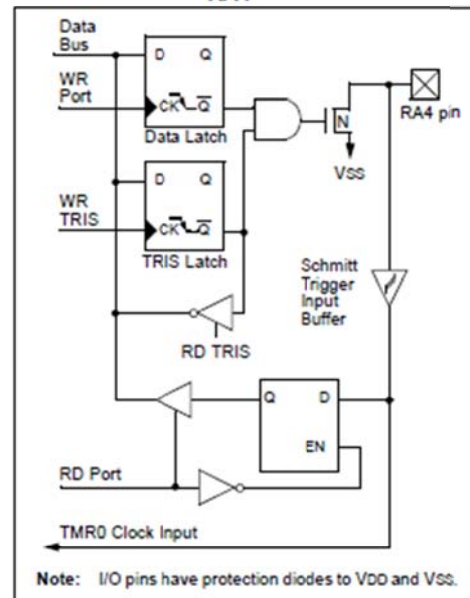 Data
Bus
D Q
WR
Port
CK Q
Data Latch
N
RA4 pin
VSS
D Q
WR
TRIS
CK Q
TRIS Latch
Schmitt
Trigger
Input
Buffer
RD TRIS
Q D
EN
RD Port
TMR0 Clock Input
Note: I/O pins have protection diodes to VDD and VSS.